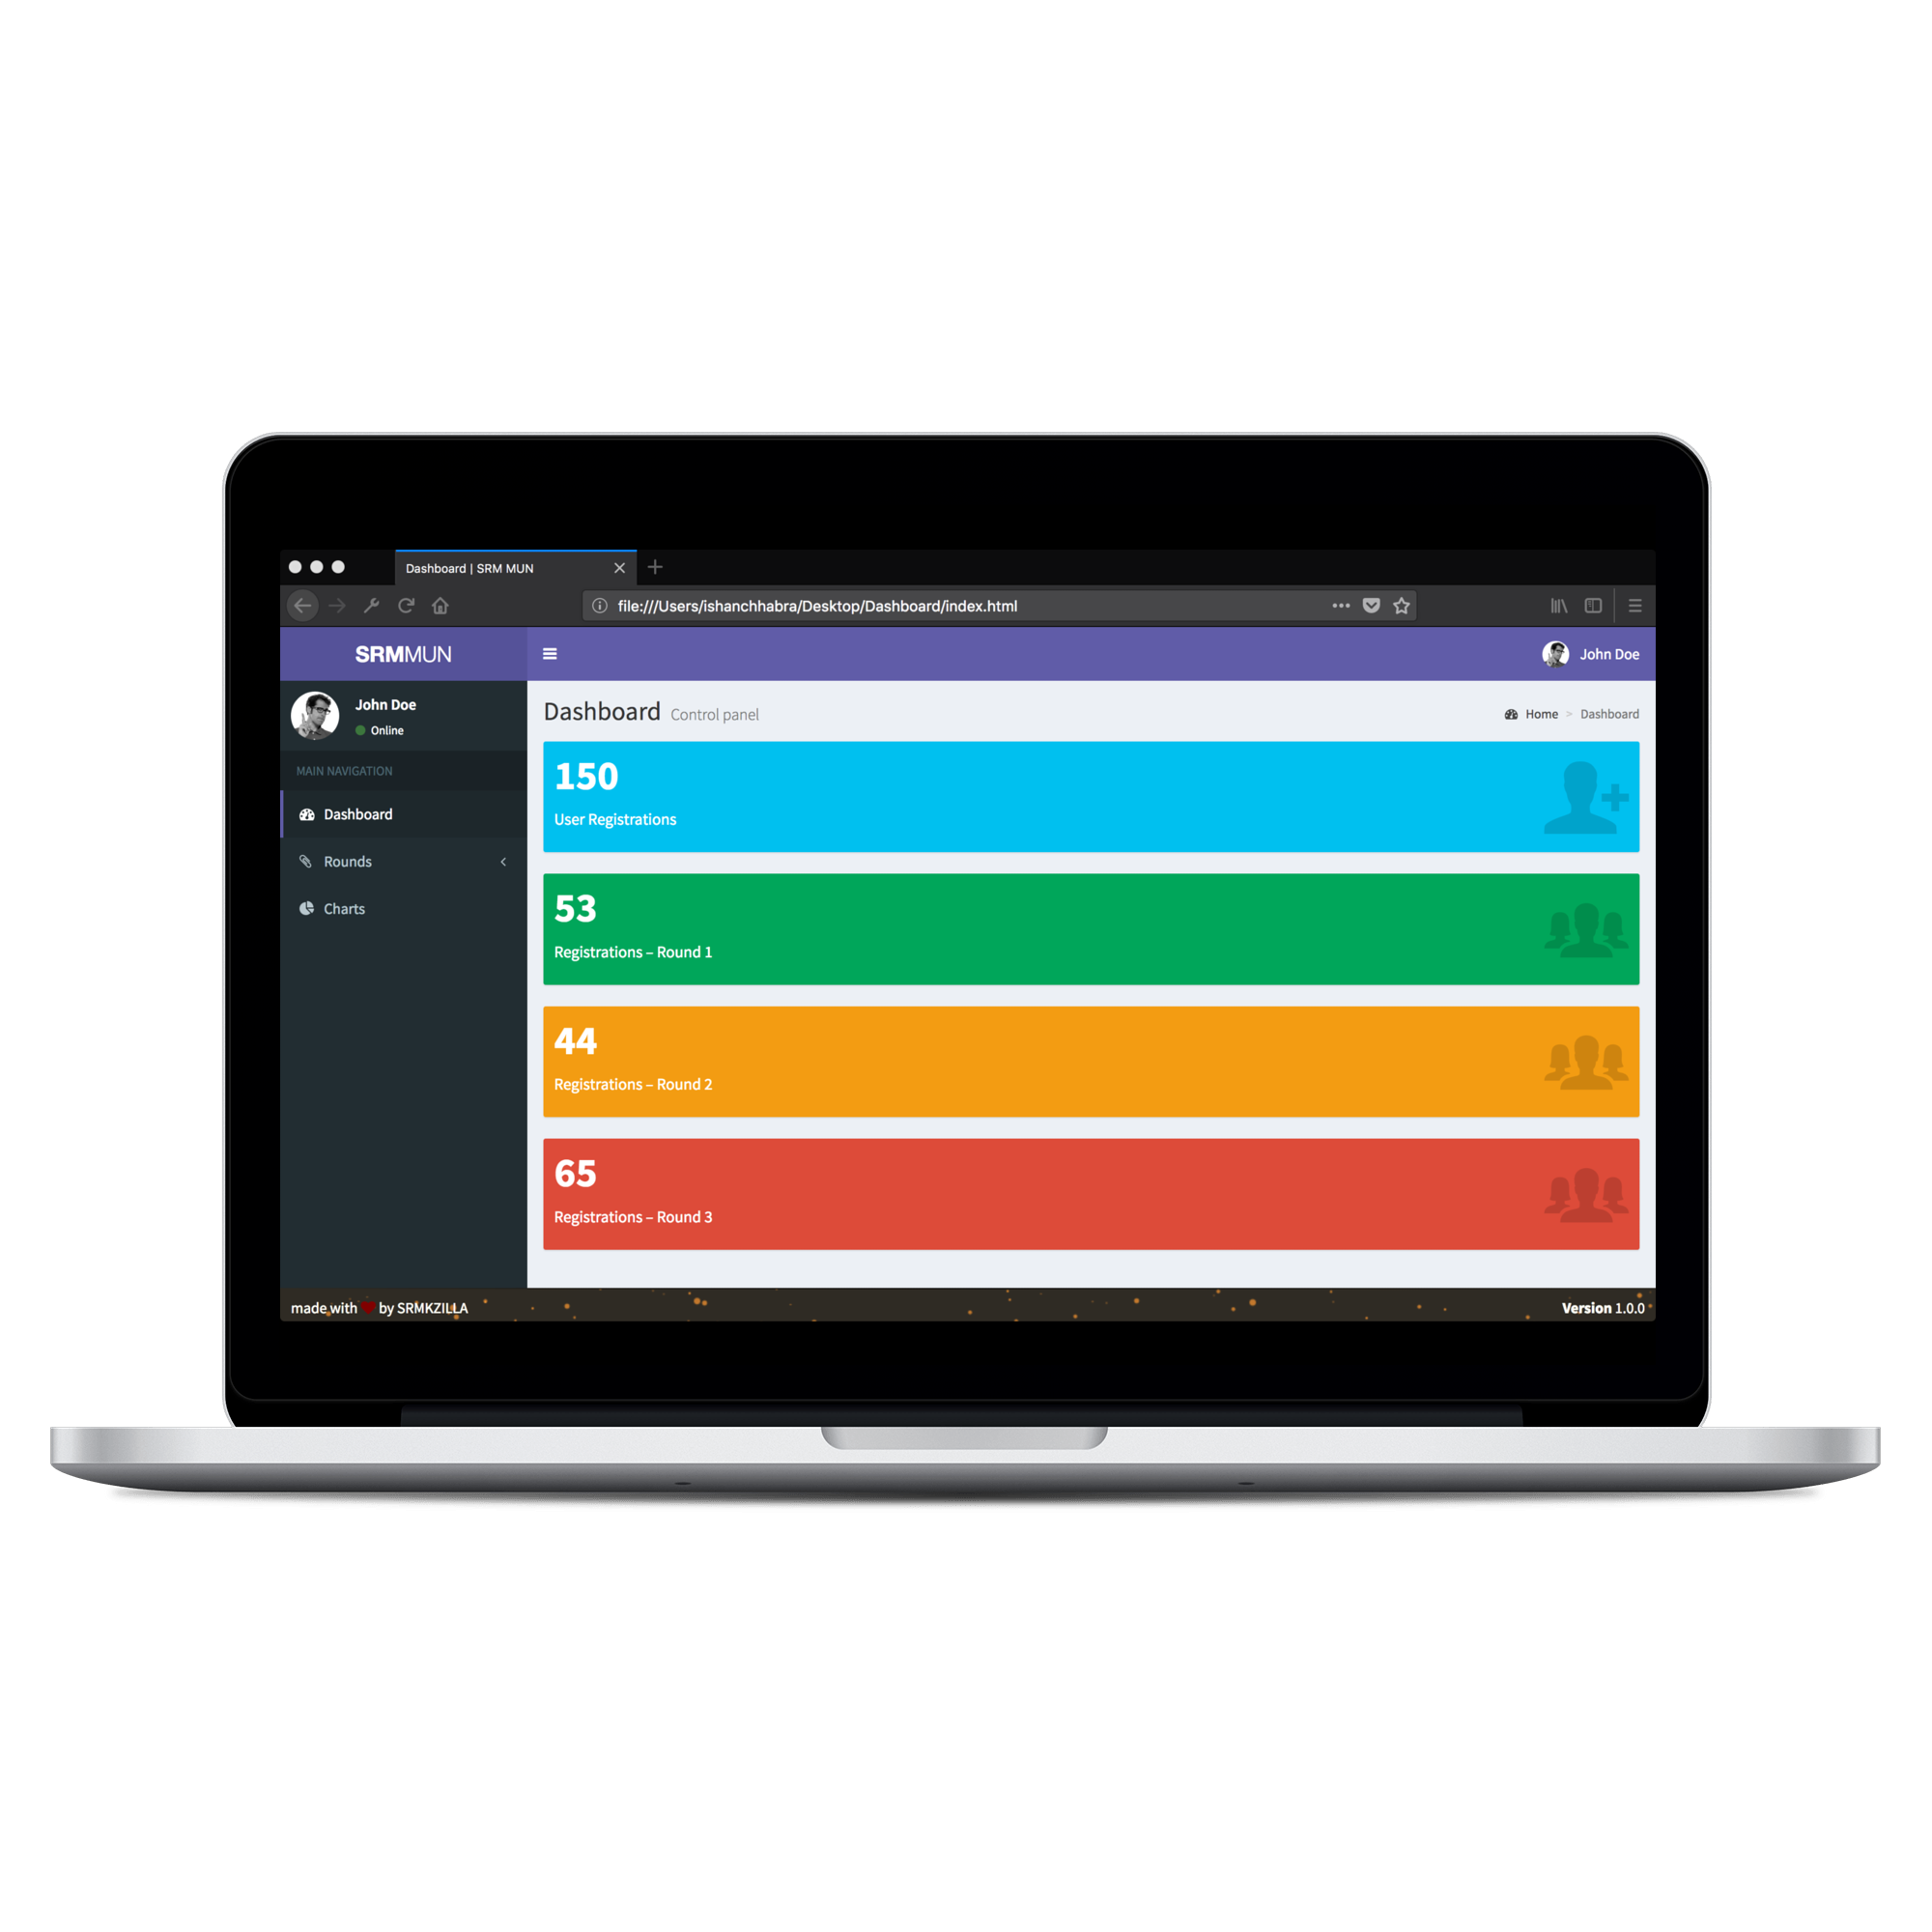 Dashboard | SRM MUN
file:///Users/ishanchhabra/Desktop/Dashboard/index.html
SRMMUN
John Doe
John Doe
Online
MAIN NAVIGATION
Dashboard
Rounds
Charts
Dashboard Control panel
Home > Dashboard
150
User Registrations
53
Registrations – Round 1
44
Registrations – Round 2
65
Registrations – Round 3
made with by SRMKZILLA
Version 1.0.0